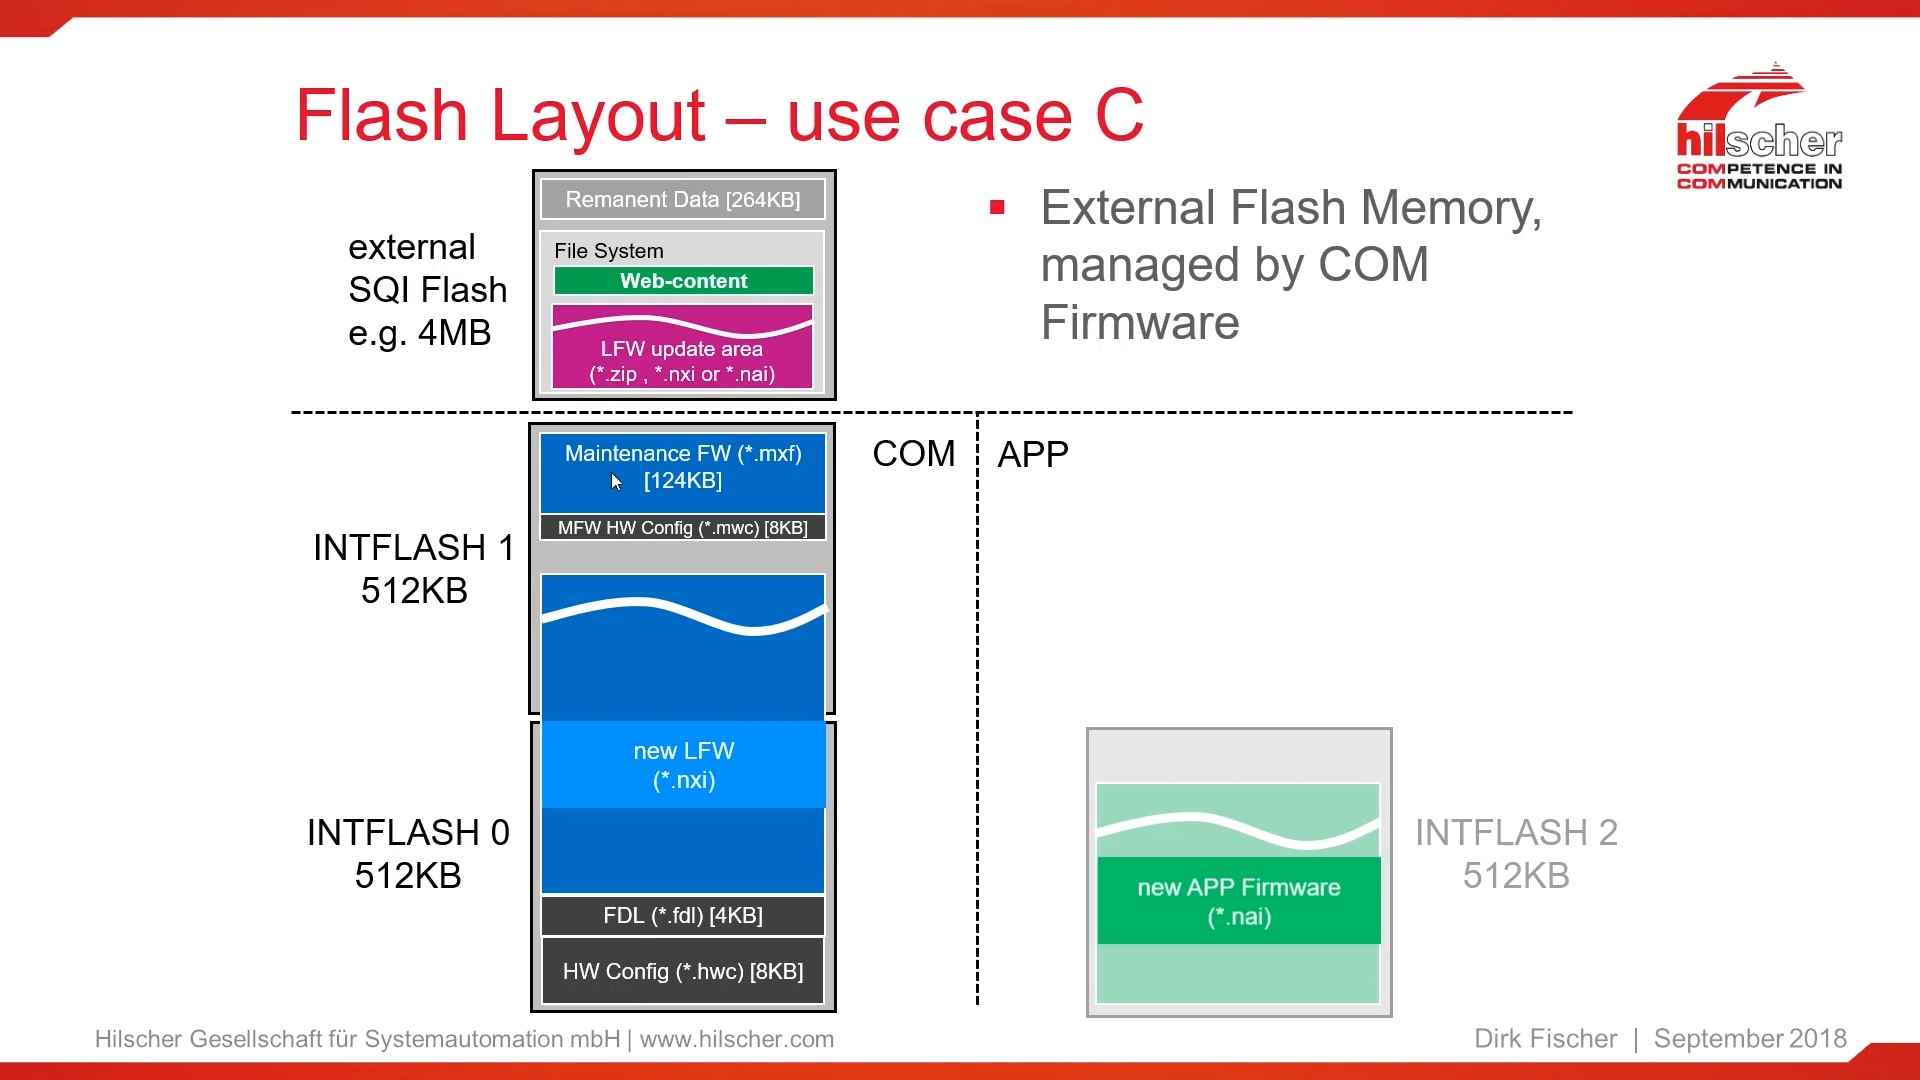 Flash Layout – use case C
hilscher
COMPETENCE IN
COMMUNICATION
external
SQI Flash
e.g. 4MB
Remanent Data [264KB]
File System
Web-content
LFW update area
(*.zip , *.nxi or *.nai)
External Flash Memory,
managed by COM
Firmware
COM
APP
INTFLASH 1
512KB
Maintenance FW (*.mxf)
[124KB]
MFW HW Config (*.mwc) [8KB]
new LFW
(*.nxi)
INTFLASH 0
512KB
FDL (*.fdl) [4KB]
HW Config (*.hwc) [8KB]
new APP Firmware
(*.nai)
INTFLASH 2
512KB
Hilscher Gesellschaft für Systemautomation mbH | www.hilscher.com
Dirk Fischer | September 2018